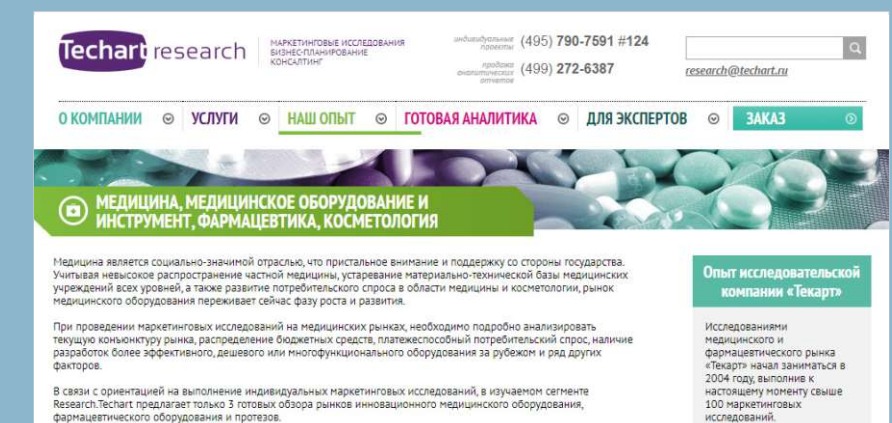 Techart research
МАРКЕТИНГОВЫЕ ИССЛЕДОВАНИЯ
БИЗНЕС-ПЛАНИРОВАНИЕ
КОНСАЛТИНГ
индивидуальные
проекты
(495) 790-7591 #124
продажа
аналитических
отчетов
(499) 272-6387
research@techart.ru
О КОМПАНИИ УСЛУГИ НАШ ОПЫТ ГОТОВАЯ АНАЛИТИКА ДЛЯ ЭКСПЕРТОВ ЗАКАЗ
МЕДИЦИНА, МЕДИЦИНСКОЕ ОБОРУДОВАНИЕ И
ИНСТРУМЕНТ, ФАРМАЦЕВТИКА, КОСМЕТОЛОГИЯ
Медицина является социально-значимой отраслью, что пристальное внимание и поддержку со стороны государства.
Учитывая невысокое распространение частной медицины, устаревание материально-технической базы медицинских
учреждений всех уровней, а также развитие потребительского спроса в области медицины и косметологии, рынок
медицинского оборудования переживает сейчас фазу роста и развития.
При проведении маркетинговых исследований на медицинских рынках, необходимо подробно анализировать
текущую конъюнктуру рынка, распределение бюджетных средств, платежеспособный потребительский спрос, наличие
разработок более эффективного, дешевого или многофункционального оборудования за рубежом и ряд других
факторов.
В связи с ориентацией на выполнение индивидуальных маркетинговых исследований, в изучаемом сегменте
Research.Techart предлагает только 3 готовых обзора рынков инновационного медицинского оборудования,
фармацевтического оборудования и протезов.
Опыт исследовательской
компании «Текарт»
Исследованиями
медицинского и
фармацевтического рынка
«Текарт» начал заниматься в
2004 году, выполнив к
настоящему моменту свыше
100 маркетинговых
исследований.